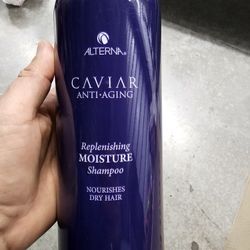 ALTERNA
CAVIAR
ANTI·AGING
Replenishing
MOISTURE
Shampoo
NOURISHES
DRY HAIR